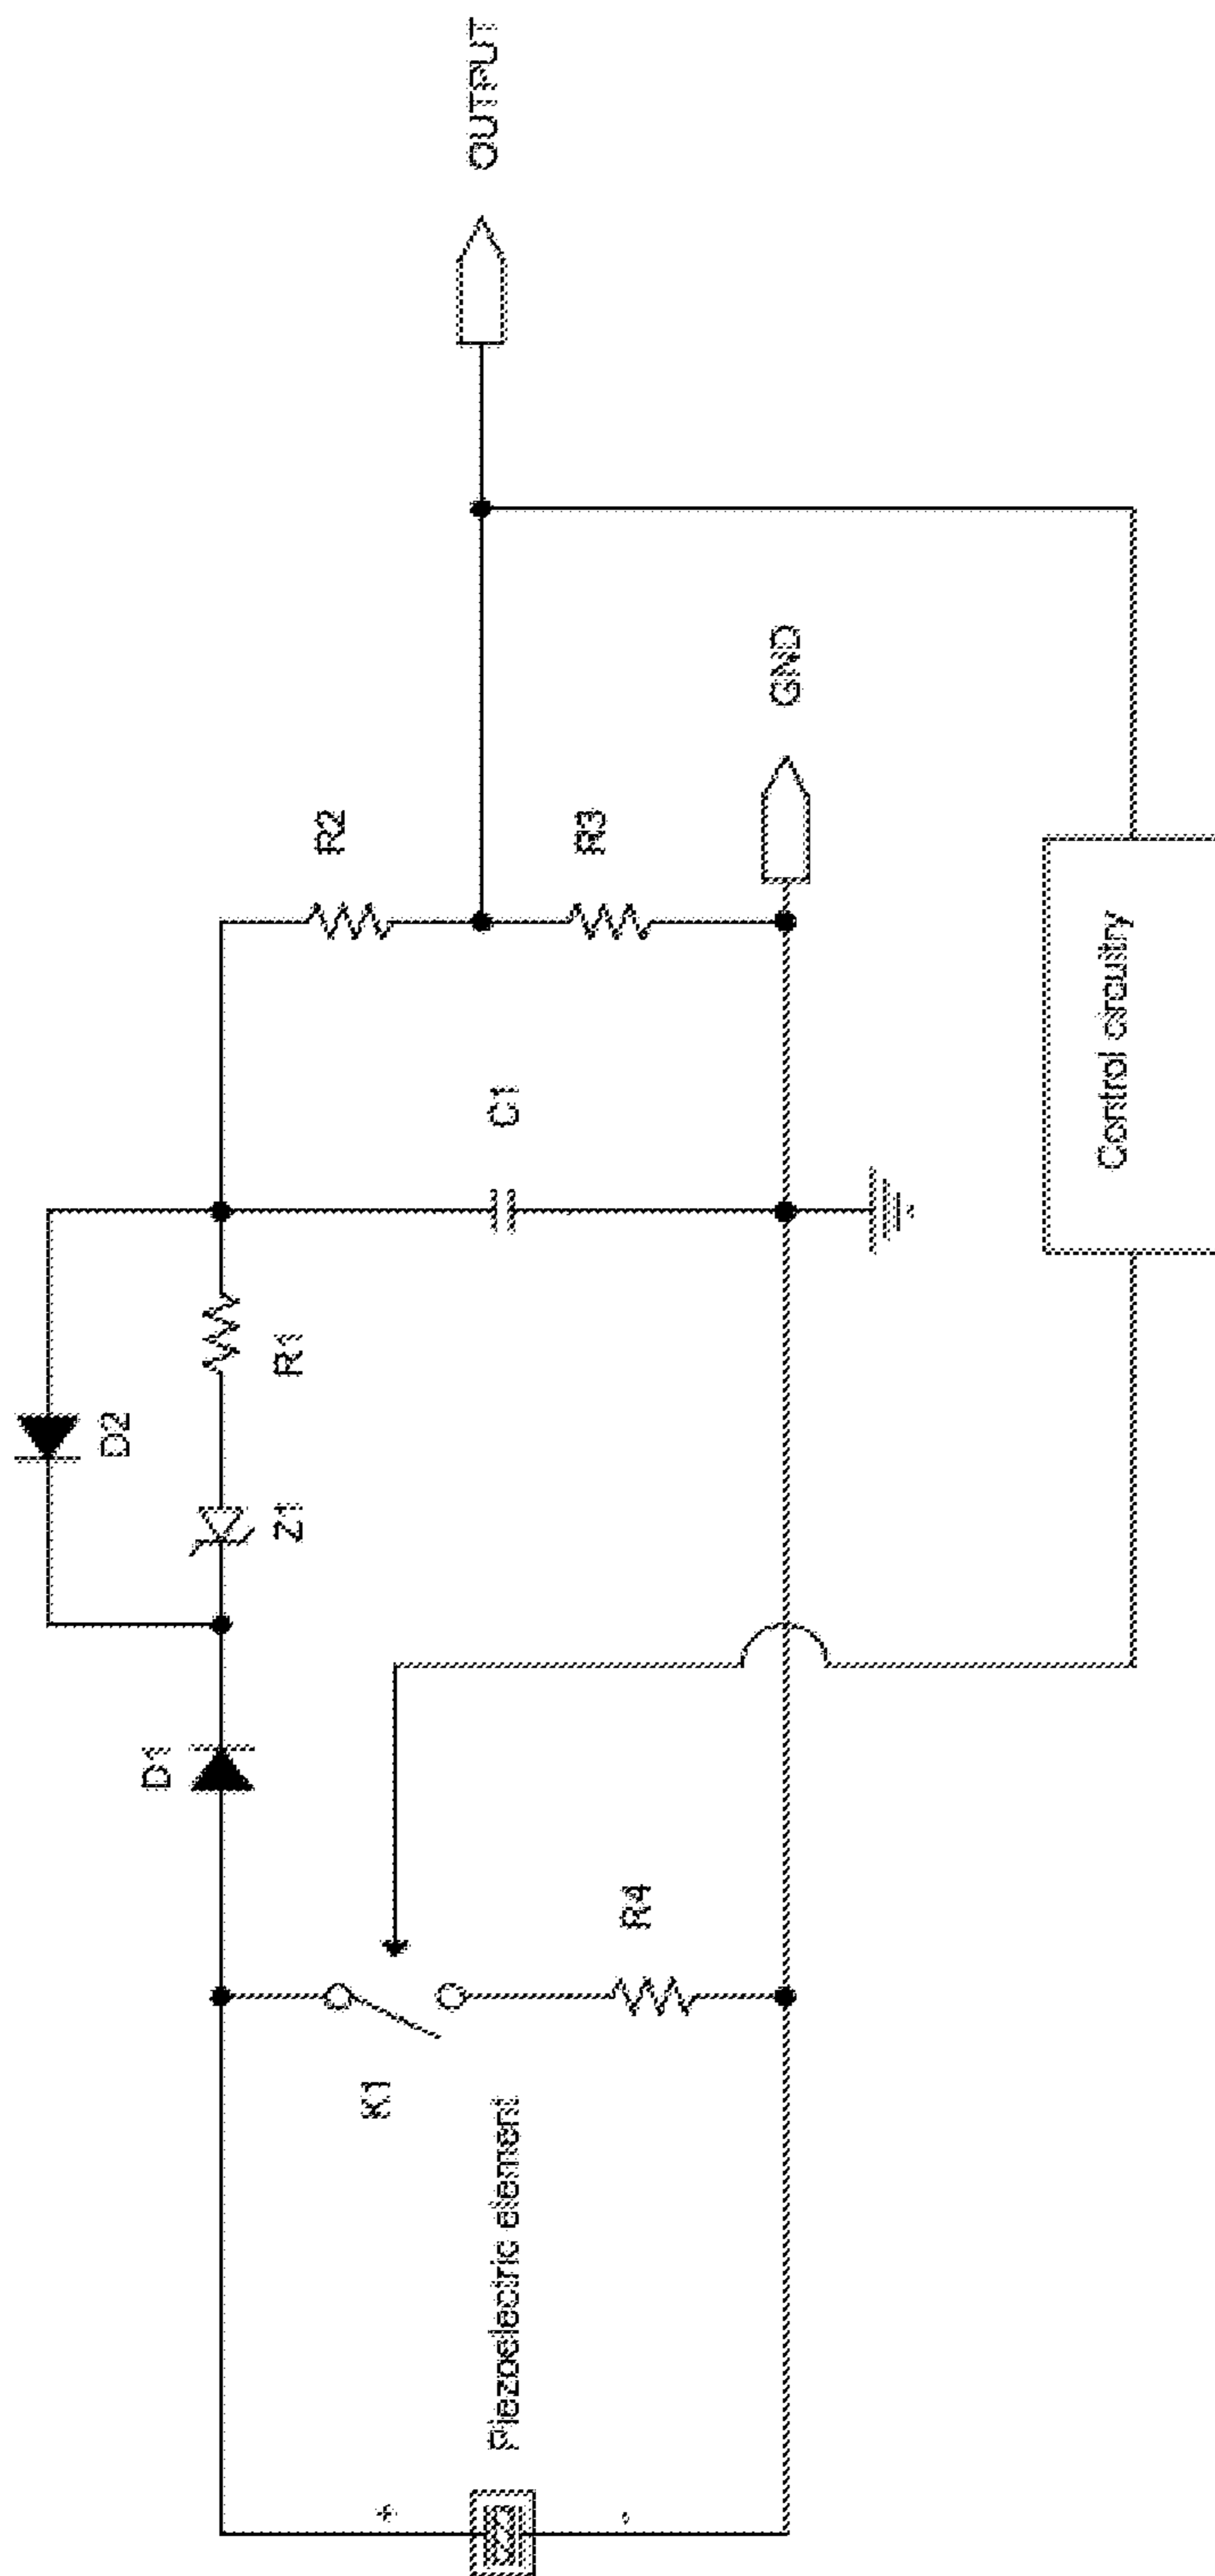 Piezoelectric element
+
-
K1
R4
D1
D2
Z1
R1
C1
R2
R3
OUTPUT
GND
Control circuitry